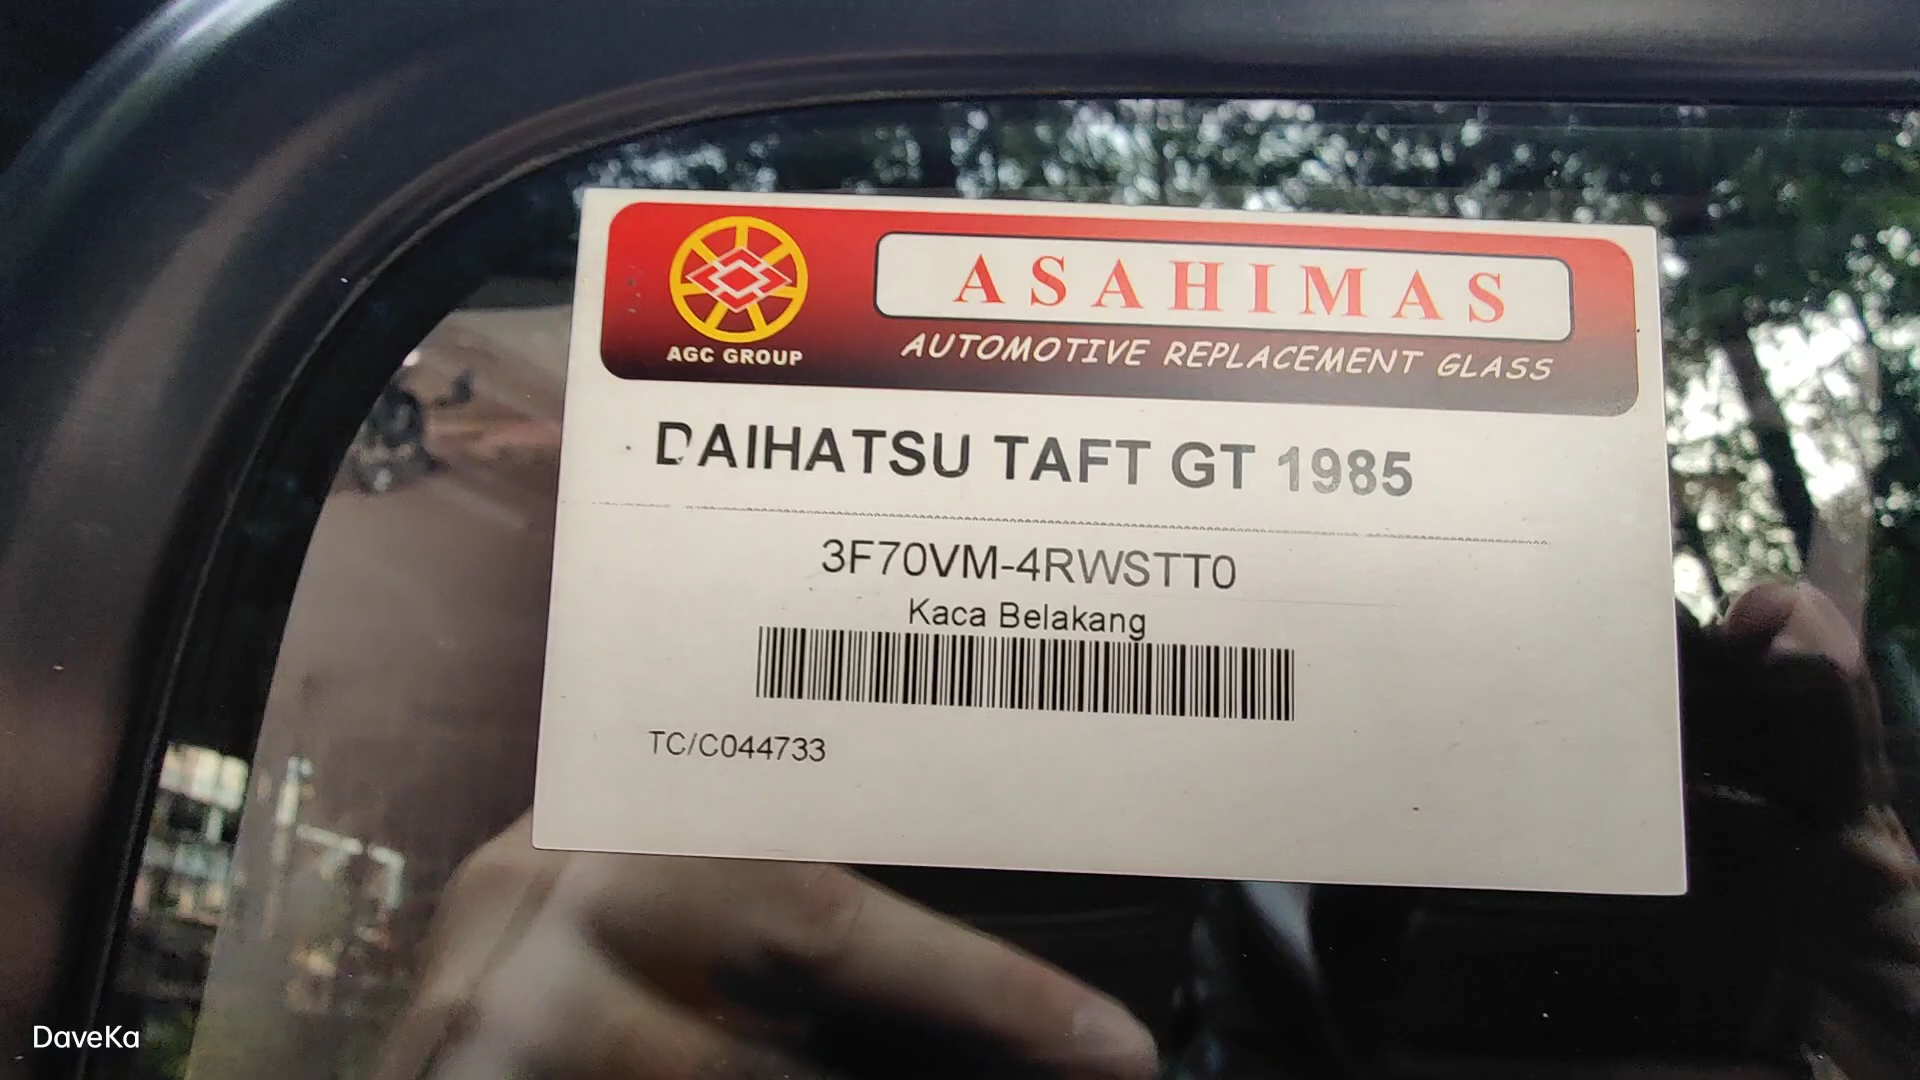 ASAHIMAS
AGC GROUP
AUTOMOTIVE REPLACEMENT GLASS
DAIHATSU TAFT GT 1985
3F70VM-4RWSTT0
Kaca Belakang
TC/C044733
DaveKa